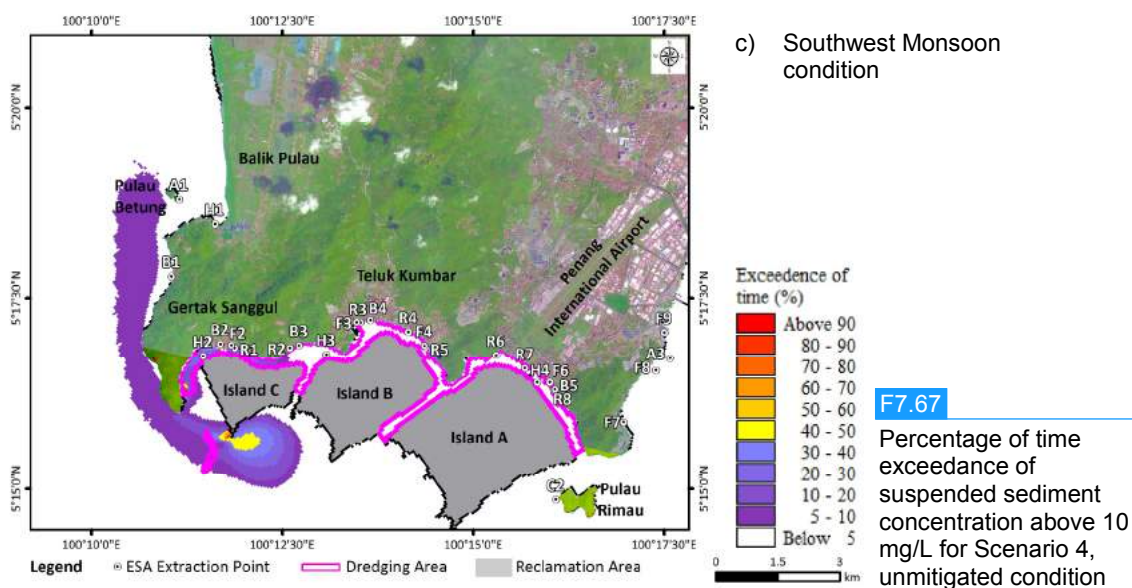 100°10'0"E
100°12'30"E
100°15'0"E
100°17'30"E
c) Southwest Monsoon
condition
5°20'0"N
5°20'0"N
Balik Pulau
Pulau
Betung
A1
H1
B1
Penang
International Airport
Teluk Kumbar
5°17'30"N
5°17'30"N
Gertak Sanggul
R3
B4
F3
R4
F4
R5
B2
F2
H2
R1
B3
R2
H3
R6
R7
H4
F6
B5
R8
F9
A3
F8
F7
Island C
Island B
Island A
C2
Pulau
Rimau
5°15'0"N
5°15'0"N
100°10'0"E
100°12'30"E
100°15'0"E
100°17'30"E
Exceedence of
time (%)
Above 90
80 - 90
70 - 80
60 - 70
50 - 60
40 - 50
30 - 40
20 - 30
10 - 20
5 - 10
Below 5
0 1.5 3
km
Legend ESA Extraction Point Dredging Area Reclamation Area
F7.67
Percentage of time
exceedance of
suspended sediment
concentration above 10
mg/L for Scenario 4,
unmitigated condition